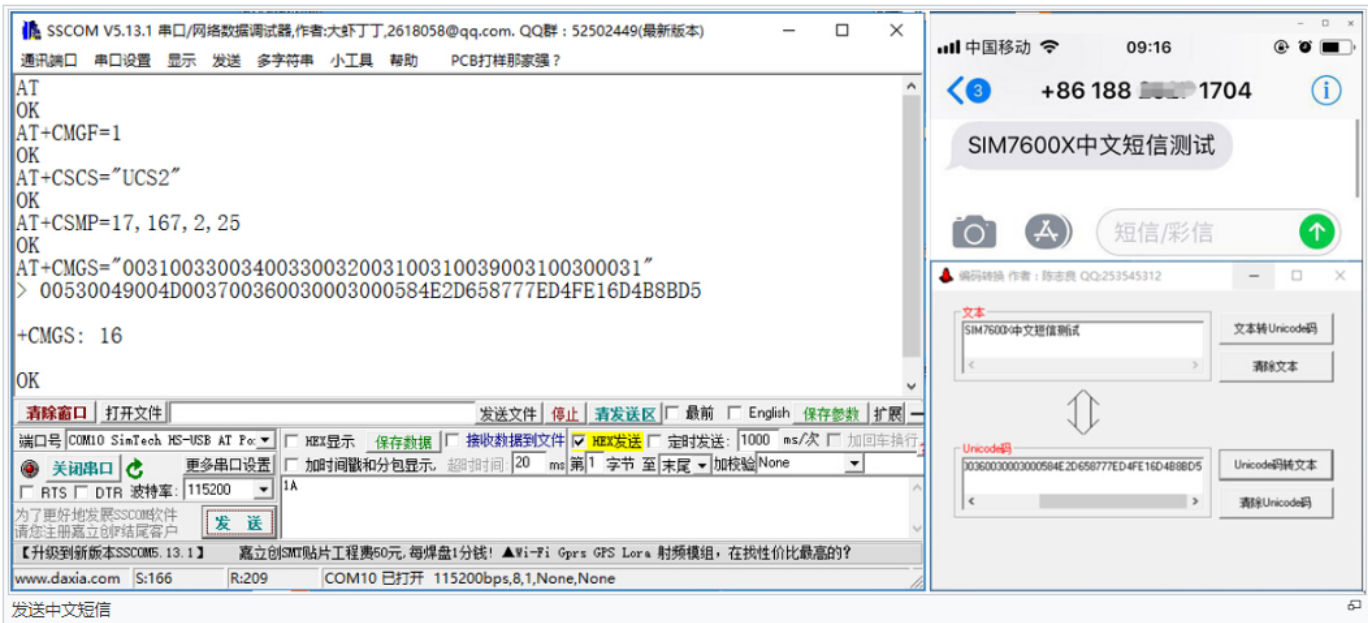 SSCOM V5.13.1 串口/网络数据调试器,作者:大虾丁丁,2618058@qq.com. QQ群：52502449(最新版本)
通讯端口 串口设置 显示 发送 多字符串 小工具 帮助 PCB打样那家强？
AT
OK
AT+CMGF=1
OK
AT+CSCS="UCS2"
OK
AT+CSMP=17,167,2,25
OK
AT+CMGS="00310033003400330032003100310039003100300031"
> 00530049004D003700360030003000584E2D658777ED4FE16D4B8BD5
+CMGS: 16
OK
清除窗口 打开文件 发送文件 停止 清发送区 最前 English 保存参数 扩展
端口号 COM10 SimTech HS-USB AT Po: HEX显示 保存数据 接收数据到文件 HEX发送 定时发送: 1000 ms/次 加回车换行
关闭串口 更多串口设置 加时间戳和分包显示, 超时时间: 20 ms 第 1 字节 至 末尾 加校验 None
RTS DTR 波特率: 115200
1A
为了更好地发展SSCOM软件
请您注册嘉立创F结尾客户
发 送
【升级到新版本SSCOM5.13.1】 嘉立创SMT贴片工程费50元,每焊盘1分钱! ▲Wi-Fi Gprs GPS Lora 射频模组，在找性价比最高的?
www.daxia.com S:166 R:209 COM10 已打开 115200bps,8,1,None,None
中国移动 09:16
3 +86 188 1704
SIM7600X中文短信测试
短信/彩信
编码转换 作者：陈志良 QQ:253545312
文本
SIM7600X中文短信测试
文本转Unicode码
清除文本
Unicode码
00360030003000584E2D658777ED4FE16D4B8BD5
Unicode码转文本
清除Unicode码
发送中文短信